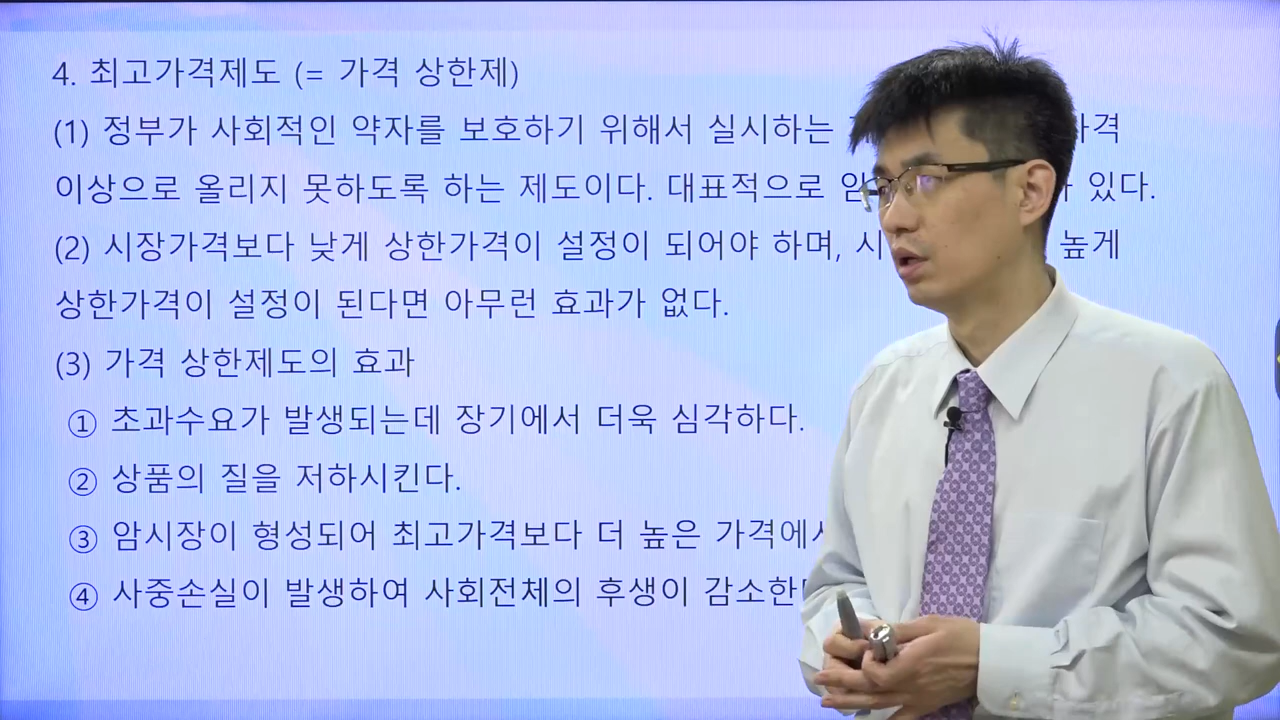 4. 최고가격제도 (= 가격 상한제)
(1) 정부가 사회적인 약자를 보호하기 위해서 실시하는
이상으로 올리지 못하도록 하는 제도이다. 대표적으로 있다.
(2) 시장가격보다 낮게 상한가격이 설정이 되어야 하며, 높게
상한가격이 설정이 된다면 아무런 효과가 없다.
(3) 가격 상한제도의 효과
① 초과수요가 발생되는데 장기에서 더욱 심각하다.
② 상품의 질을 저하시킨다.
③ 암시장이 형성되어 최고가격보다 더 높은
④ 사중손실이 발생하여 사회전체의 후생이